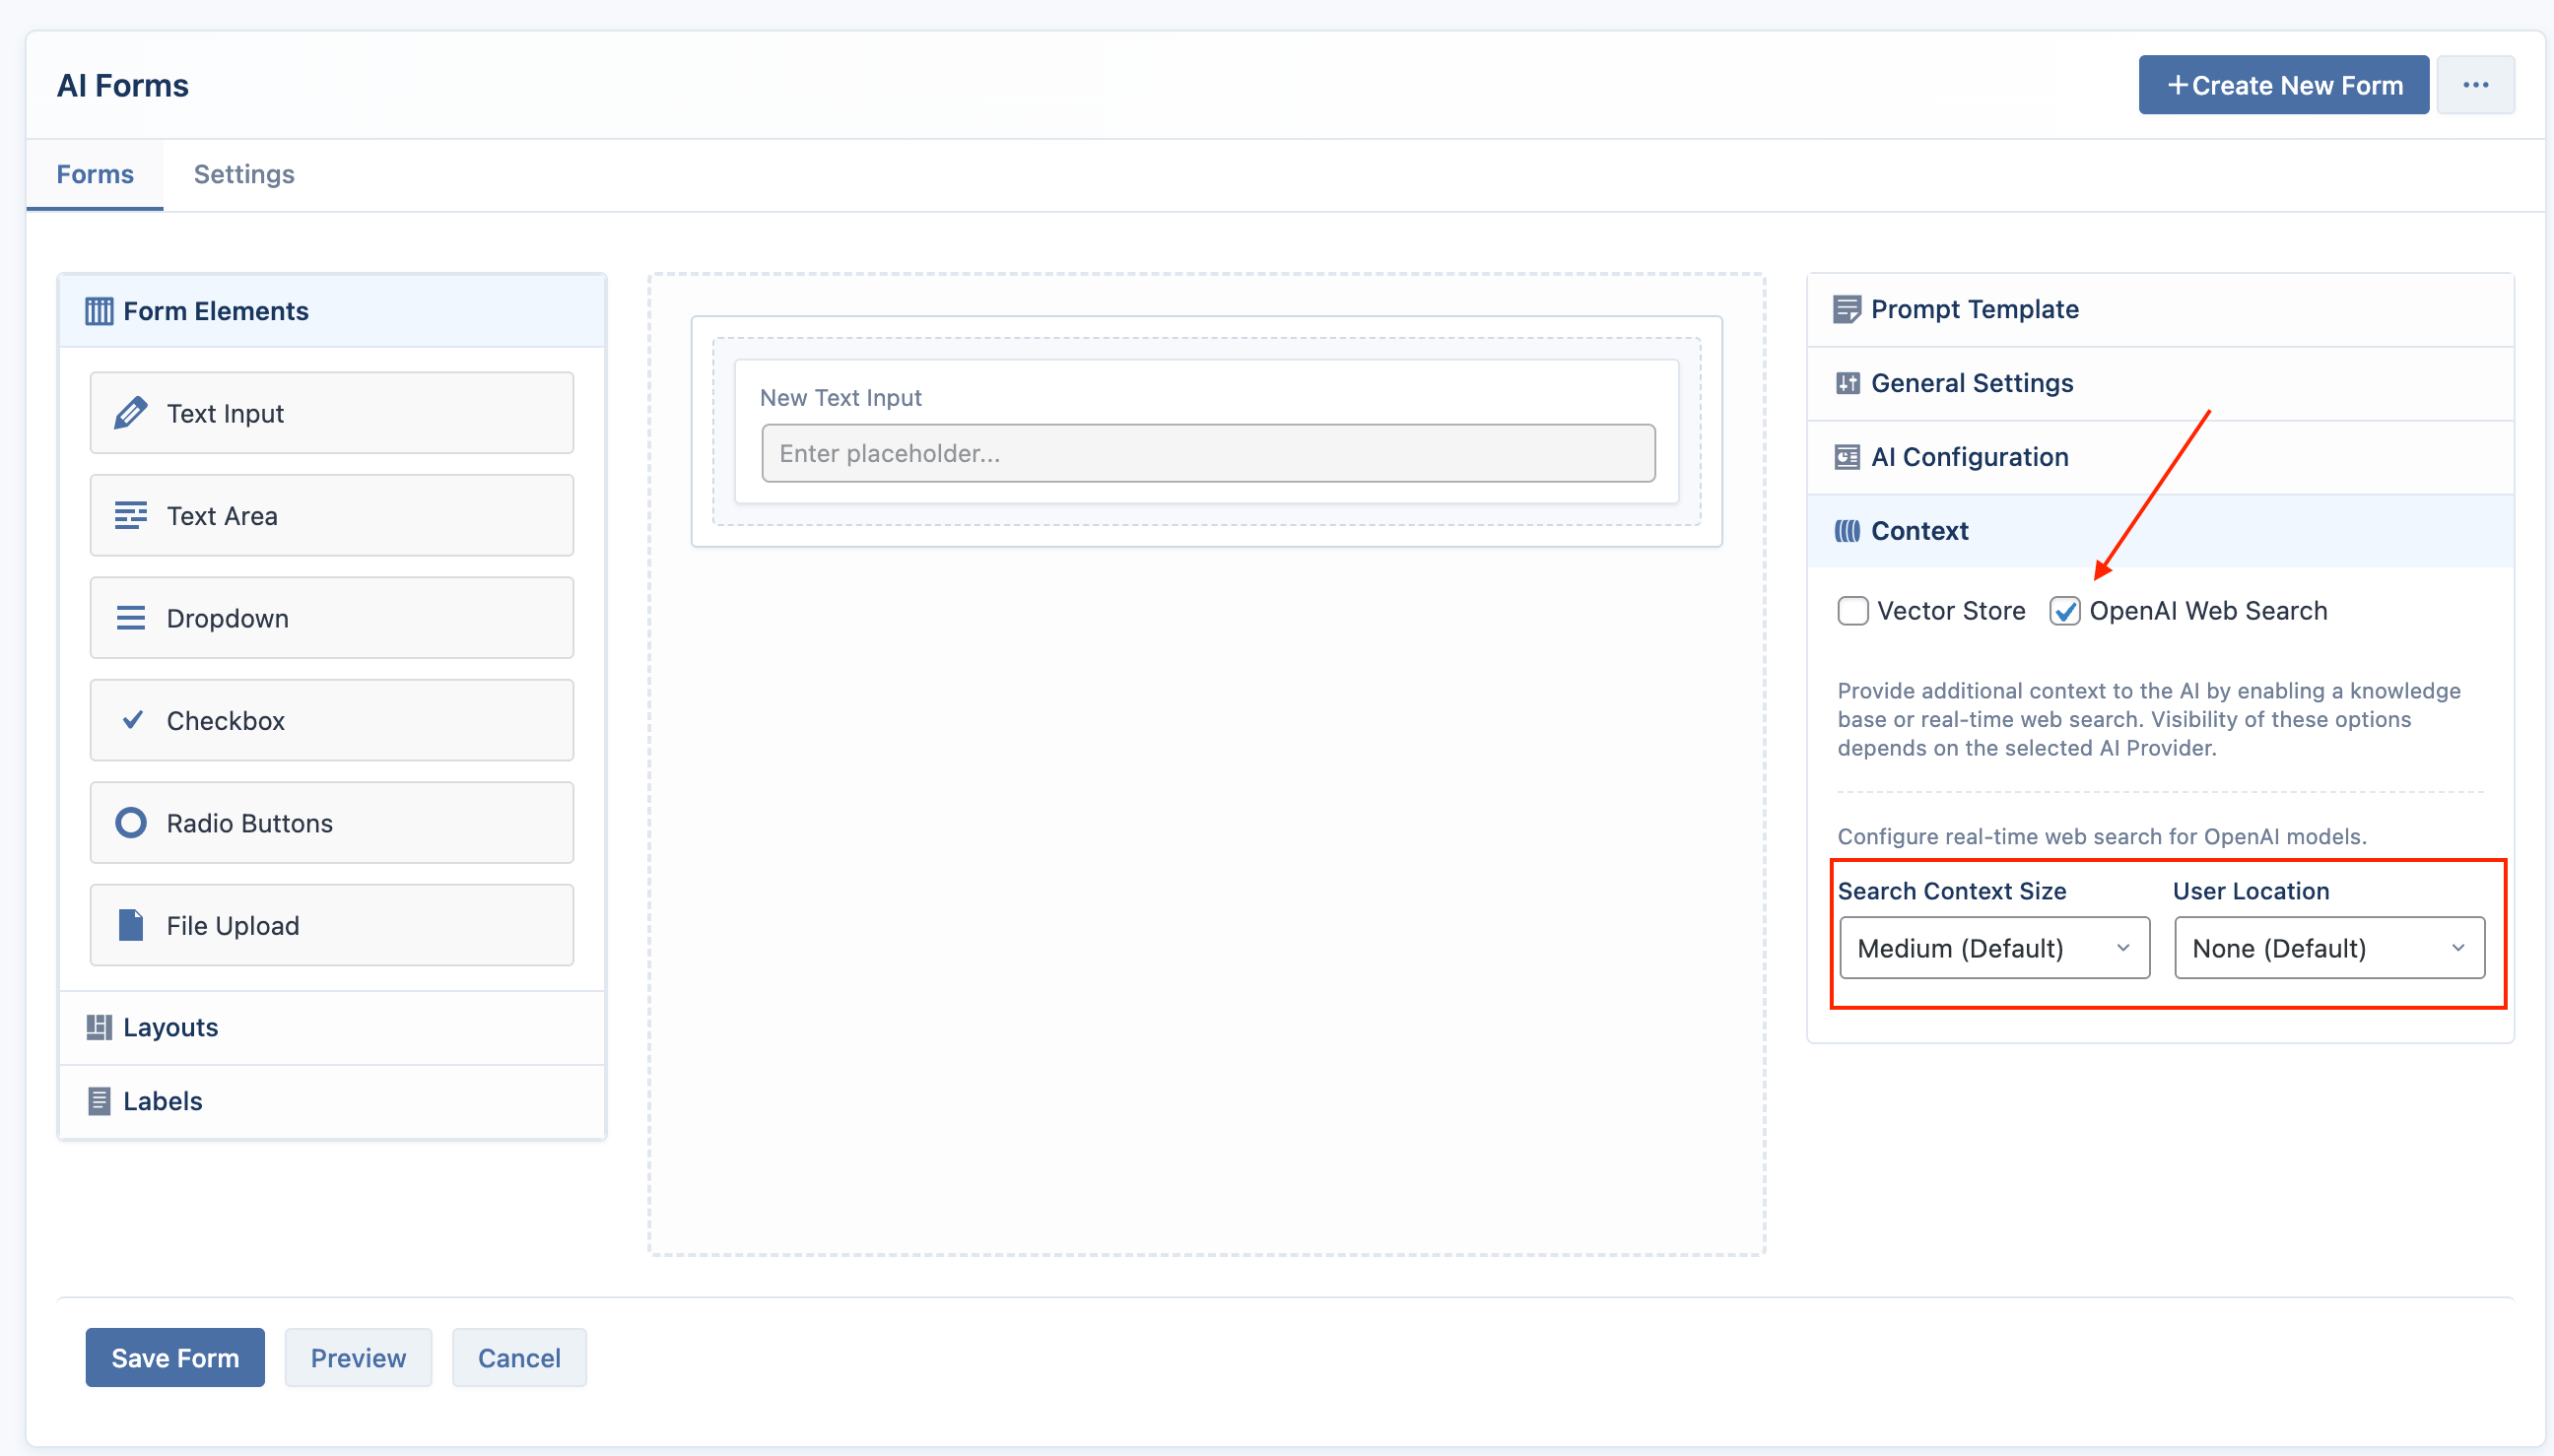 AI Forms
+Create New Form
Forms
Settings
Form Elements
Text Input
Text Area
Dropdown
Checkbox
Radio Buttons
File Upload
Layouts
Labels
New Text Input
Enter placeholder...
Prompt Template
General Settings
AI Configuration
Context
Vector Store
OpenAI Web Search
Provide additional context to the AI by enabling a knowledge
base or real-time web search. Visibility of these options
depends on the selected AI Provider.
Configure real-time web search for OpenAI models.
Search Context Size
User Location
Medium (Default)
None (Default)
Save Form
Preview
Cancel